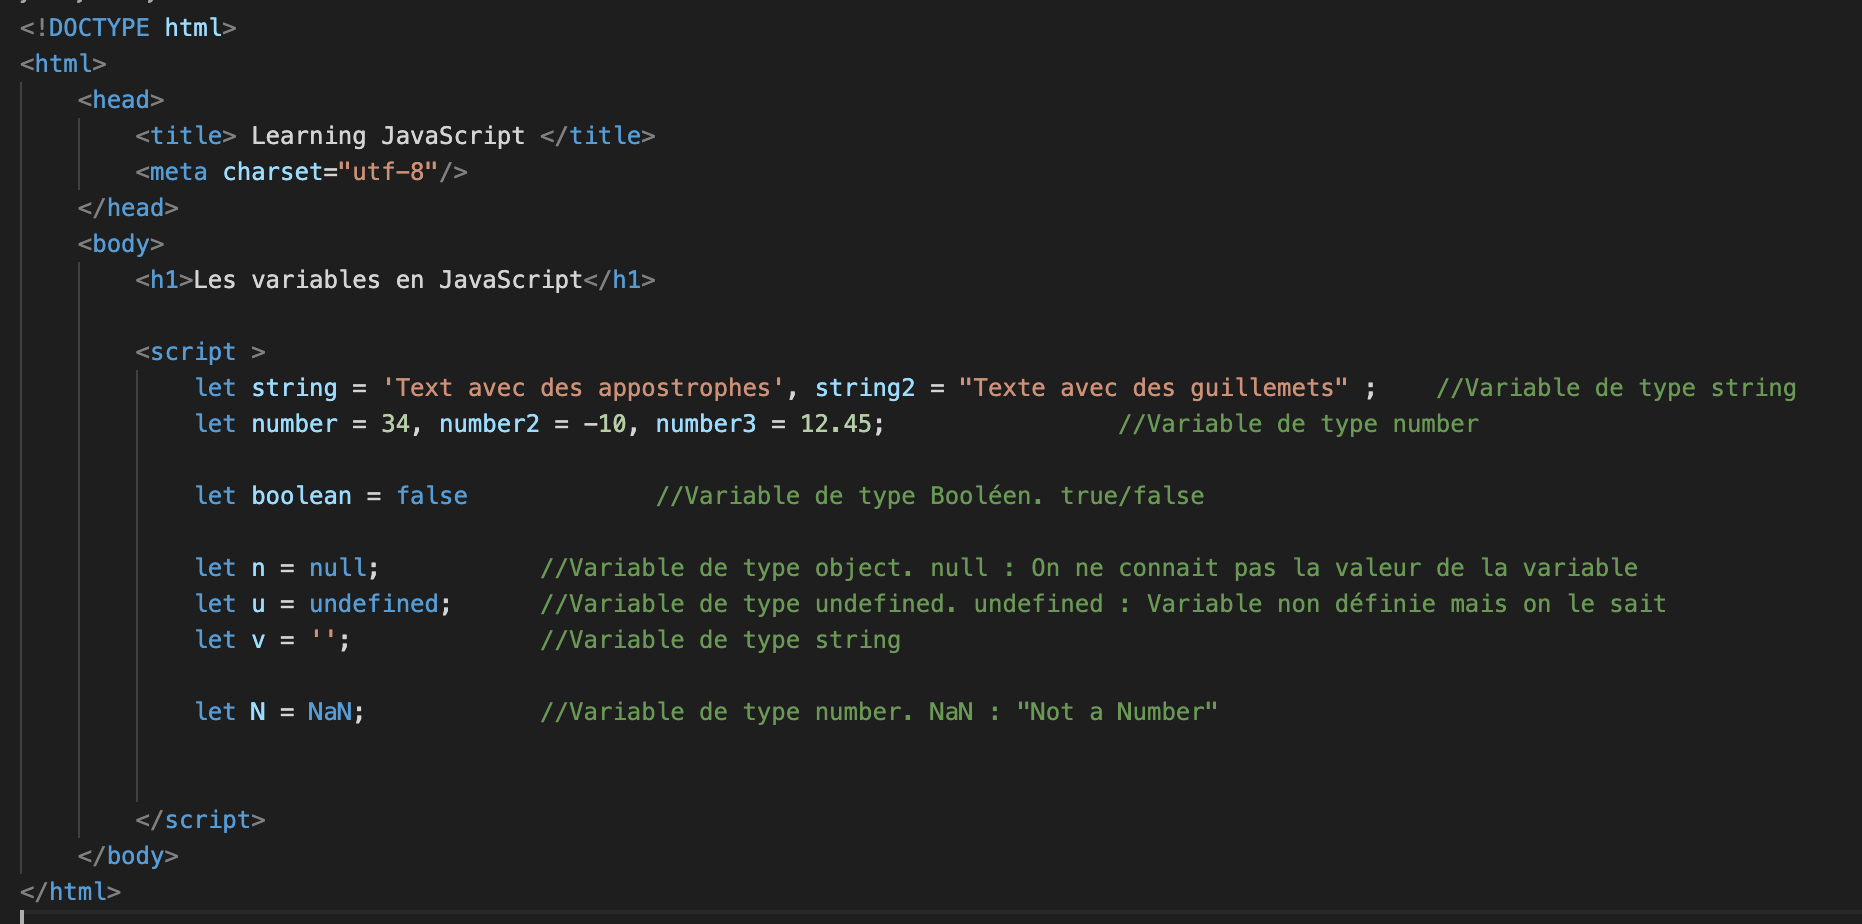 <!DOCTYPE html>
<html>
<head>
<title> Learning JavaScript </title>
<meta charset="utf-8"/>
</head>
<body>
<h1>Les variables en JavaScript</h1>
<script >
let string = 'Text avec des appostrophes', string2 = "Texte avec des guillemets" ; //Variable de type string
let number = 34, number2 = -10, number3 = 12.45; //Variable de type number
let boolean = false //Variable de type Booléen. true/false
let n = null; //Variable de type object. null : On ne connait pas la valeur de la variable
let u = undefined; //Variable de type undefined. undefined : Variable non définie mais on le sait
let v = ''; //Variable de type string
let N = NaN; //Variable de type number. NaN : "Not a Number"
</script>
</body>
</html>